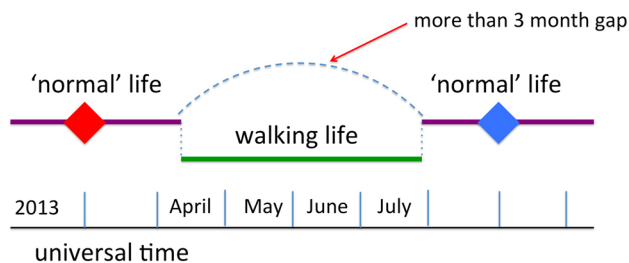 more than 3 month gap
‘normal’ life
‘normal’ life
walking life
2013 April May June July
universal time